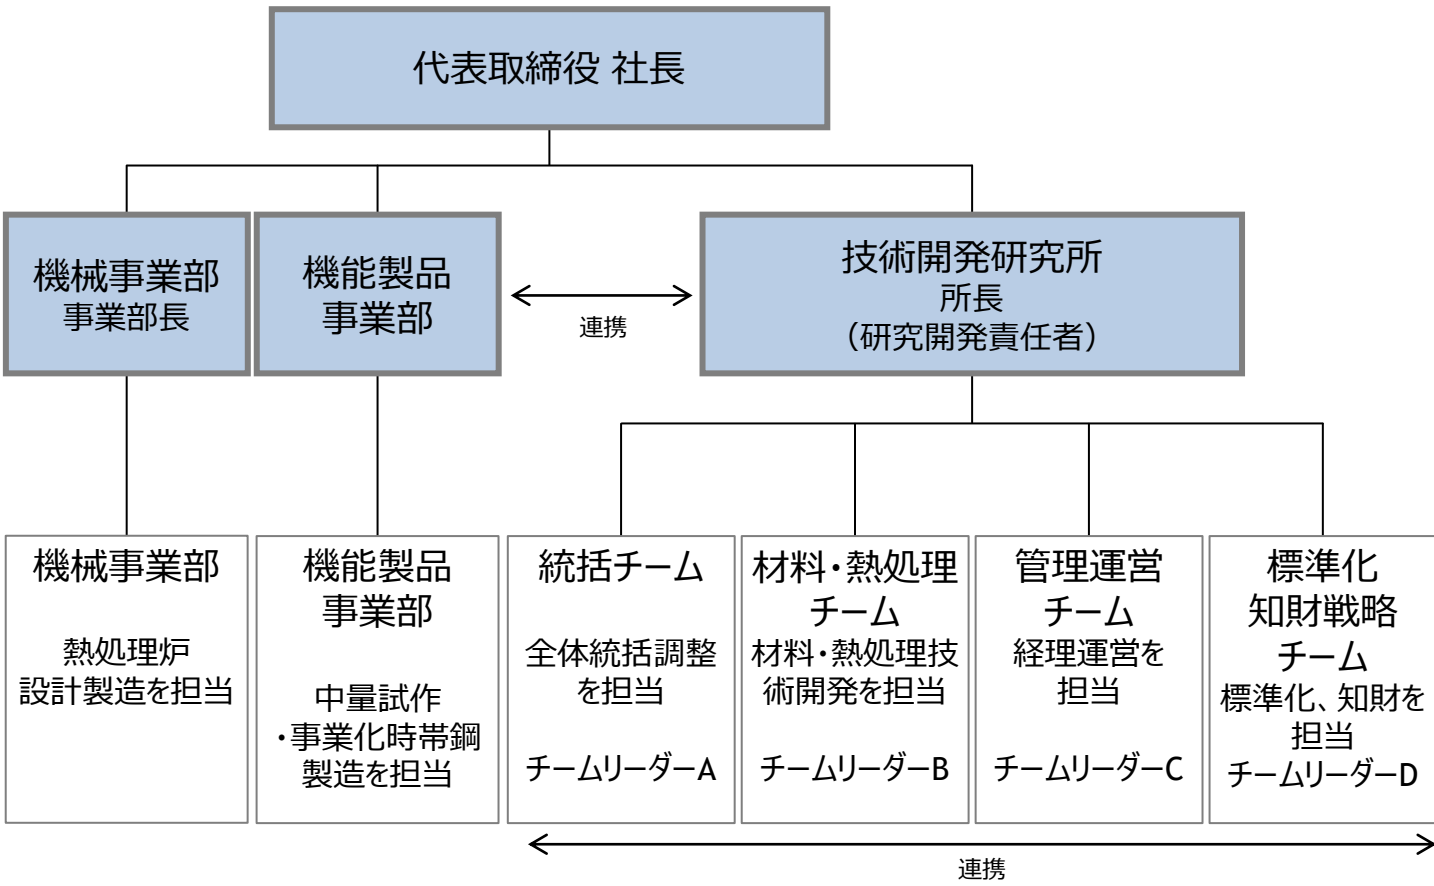 代表取締役 社長
機械事業部
事業部長
機能製品
事業部
連携
技術開発研究所
所長
（研究開発責任者）
機械事業部
熱処理炉
設計製造を担当
機能製品
事業部
中量試作
・事業化時帯鋼
製造を担当
統括チーム
全体統括調整
を担当
チームリーダーA
材料・熱処理
チーム
材料・熱処理技
術開発を担当
チームリーダーB
管理運営
チーム
経理運営を
担当
チームリーダーC
標準化
知財戦略
チーム
標準化、知財を
担当
チームリーダーD
連携